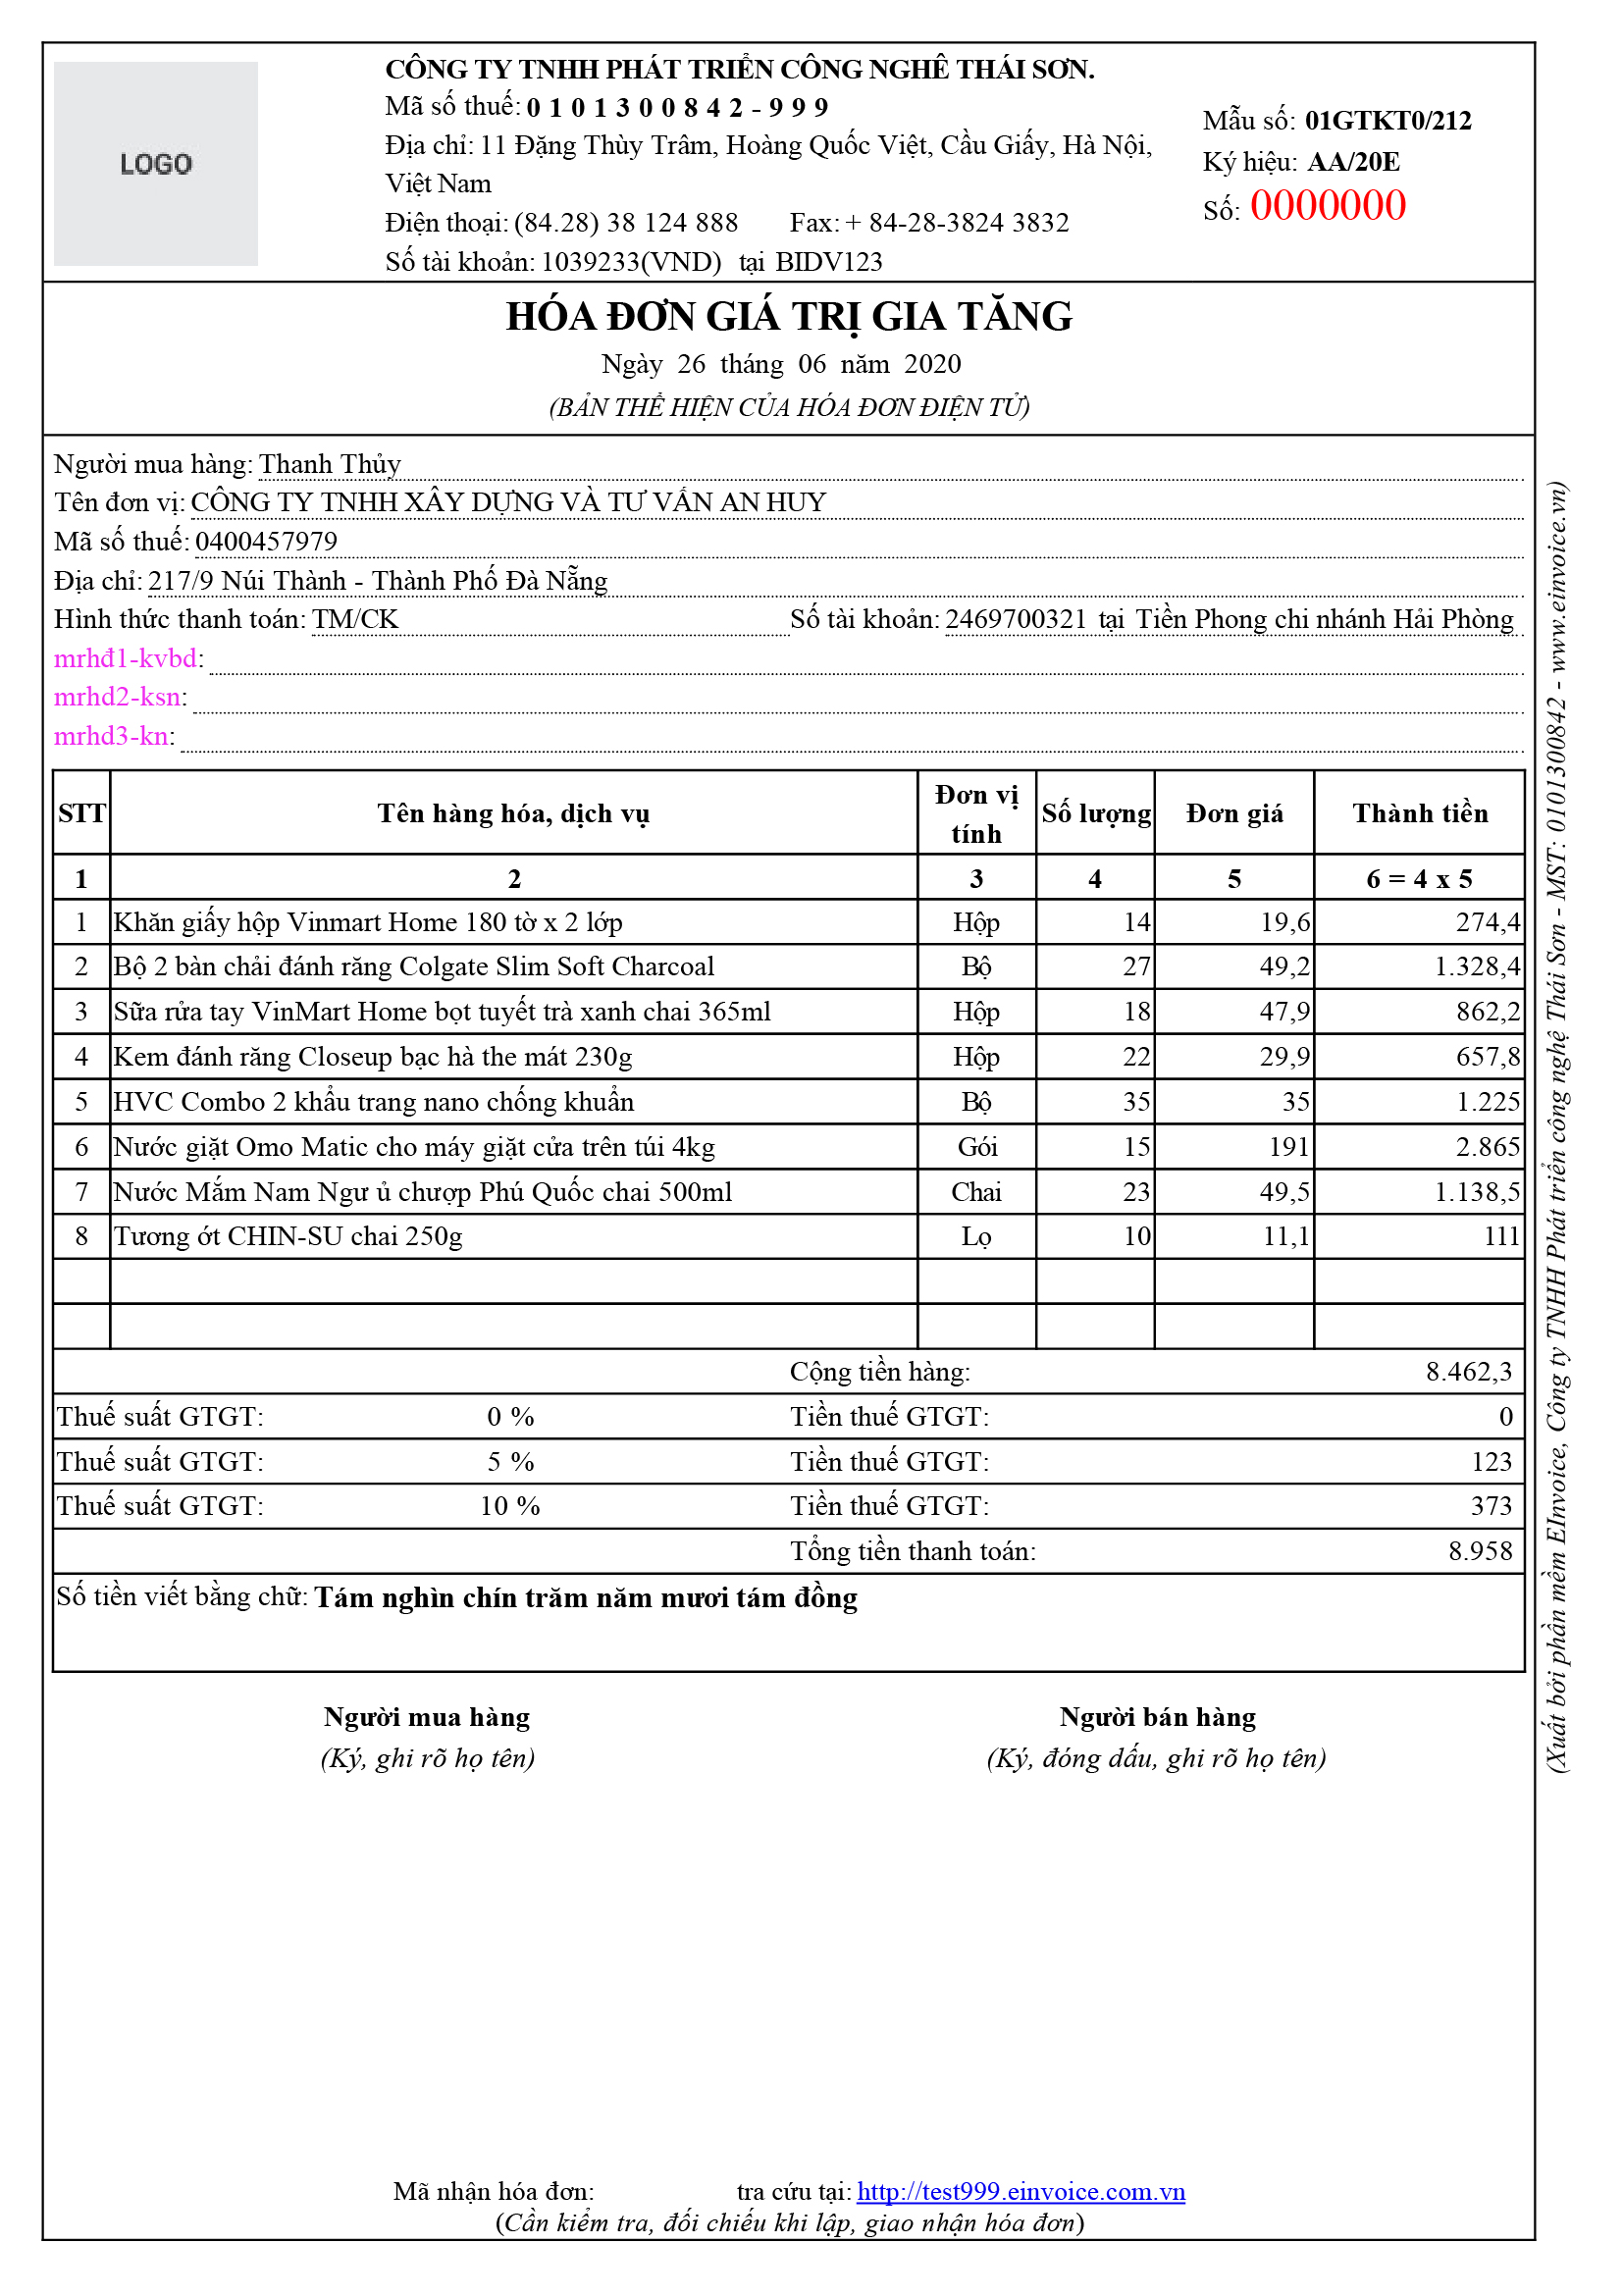 LOGO
CÔNG TY TNHH PHÁT TRIỂN CÔNG NGHÊ THÁI SƠN.
Mã số thuế: 0 1 0 1 3 0 0 8 4 2 - 9 9 9
Địa chỉ: 11 Đặng Thùy Trâm, Hoàng Quốc Việt, Cầu Giấy, Hà Nội,
Việt Nam
Điện thoại: (84.28) 38 124 888 Fax: + 84-28-3824 3832
Số tài khoản: 1039233(VND) tại BIDV123
Mẫu số: 01GTKT0/212
Ký hiệu: AA/20E
Số: 0000000
HÓA ĐƠN GIÁ TRỊ GIA TĂNG
Ngày 26 tháng 06 năm 2020
(BẢN THỂ HIỆN CỦA HÓA ĐƠN ĐIỆN TỬ)
Người mua hàng: Thanh Thủy
Tên đơn vị: CÔNG TY TNHH XÂY DỰNG VÀ TƯ VẤN AN HUY
Mã số thuế: 0400457979
Địa chỉ: 217/9 Núi Thành - Thành Phố Đà Nẵng
Hình thức thanh toán: TM/CK Số tài khoản: 2469700321 tại Tiền Phong chi nhánh Hải Phòng
mrhđ1-kvbd:
mrhd2-ksn:
mrhd3-kn:
STT Tên hàng hóa, dịch vụ Đơn vị tính Số lượng Đơn giá Thành tiền
1 2 3 4 5 6 = 4 x 5
1 Khăn giấy hộp Vinmart Home 180 tờ x 2 lớp Hộp 14 19,6 274,4
2 Bộ 2 bàn chải đánh răng Colgate Slim Soft Charcoal Bộ 27 49,2 1.328,4
3 Sữa rửa tay VinMart Home bọt tuyết trà xanh chai 365ml Hộp 18 47,9 862,2
4 Kem đánh răng Closeup bạc hà the mát 230g Hộp 22 29,9 657,8
5 HVC Combo 2 khẩu trang nano chống khuẩn Bộ 35 35 1.225
6 Nước giặt Omo Matic cho máy giặt cửa trên túi 4kg Gói 15 191 2.865
7 Nước Mắm Nam Ngư ủ chượp Phú Quốc chai 500ml Chai 23 49,5 1.138,5
8 Tương ớt CHIN-SU chai 250g Lọ 10 11,1 111
Cộng tiền hàng: 8.462,3
Thuế suất GTGT: 0 % Tiền thuế GTGT: 0
Thuế suất GTGT: 5 % Tiền thuế GTGT: 123
Thuế suất GTGT: 10 % Tiền thuế GTGT: 373
Tổng tiền thanh toán: 8.958
Số tiền viết bằng chữ: Tám nghìn chín trăm năm mươi tám đồng
Người mua hàng Người bán hàng
(Ký, ghi rõ họ tên) (Ký, đóng dấu, ghi rõ họ tên)
Mã nhận hóa đơn: tra cứu tại: http://test999.einvoice.com.vn
(Cần kiểm tra, đối chiếu khi lập, giao nhận hóa đơn)
(Xuất bởi phần mềm EInvoice, Công ty TNHH Phát triển công nghệ Thái Sơn - MST: 0101300842 - www.einvoice.vn)